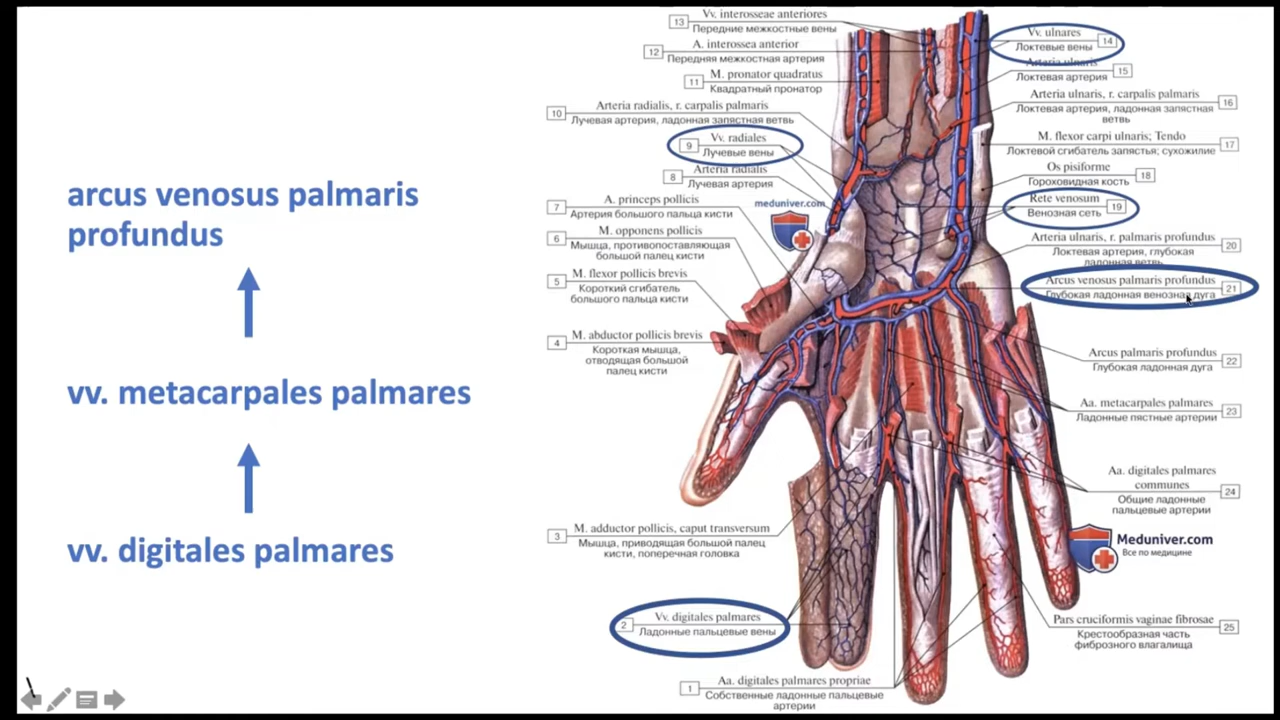 arcus venosus palmaris
profundus
vv. metacarpales palmares
vv. digitales palmares
13
Vv. interosseae anteriores
Передние межкостные вены
12
A. interossea anterior
Передняя межкостная артерия
11
M. pronator quadratus
Квадратный пронатор
10
Arteria radialis, r. carpalis palmaris
Лучевая артерия, ладонная запястная ветвь
9
Vv. radiales
Лучевые вены
8
Arteria radialis
Лучевая артерия
7
A. princeps pollicis
Артерия большого пальца кисти
6
M. opponens pollicis
Мышца, противопоставляющая
большой палец кисти
5
M. flexor pollicis brevis
Короткий сгибатель
большого пальца кисти
4
M. abductor pollicis brevis
Короткая мышца,
отводящая большой
палец кисти
3
M. adductor pollicis, caput transversum
Мышца, приводящая большой палец
кисти, поперечная головка
2
Vv. digitales palmares
Ладонные пальцевые вены
1
Aa. digitales palmares propriae
Собственные ладонные пальцевые
артерии
meduniver.com
Vv. ulnares
Локтевые вены
14
Arteria ulnaris
Локтевая артерия
15
Arteria ulnaris, r. carpalis palmaris
Локтевая артерия, ладонная запястная
ветвь
16
M. flexor carpi ulnaris; Tendo
Локтевой сгибатель запястья; сухожилие
17
Os pisiforme
Гороховидная кость
18
Rete venosum
Венозная сеть
19
Arteria ulnaris, r. palmaris profundus
Локтевая артерия, глубокая
ладонная ветвь
20
Arcus venosus palmaris profundus
Глубокая ладонная венозная дуга
21
Arcus palmaris profundus
Глубокая ладонная дуга
22
Aa. metacarpales palmares
Ладонные пястные артерии
23
Aa. digitales palmares
communes
Общие ладонные
пальцевые артерии
24
Meduniver.com
Все по медицине
Pars cruciformis vaginae fibrosae
Крестообразная часть
фиброзного влагалища
25